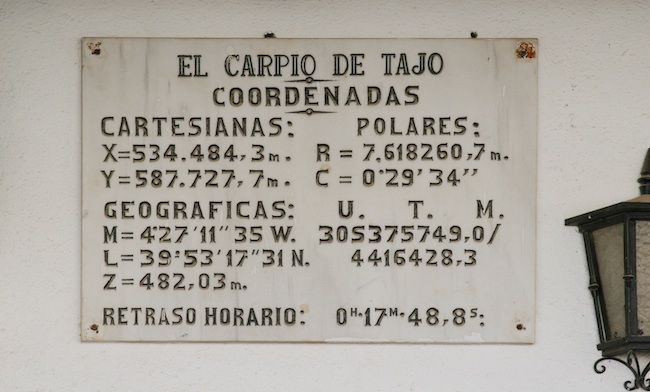 EL CARPIO DE TAJO
COORDENADAS
CARTESIANAS: POLARES:
X=534.484,3m. R = 7.618260,7m.
Y=587.727,7m. C = 0°29'34''
GEOGRAFICAS: U. T. M.
M= 4°27'11''35 W. 30S375749,0/
L= 39°53'17''31 N. 4416428,3
Z=482,03m.
RETRASO HORARIO: 0H.17M.48,8S: